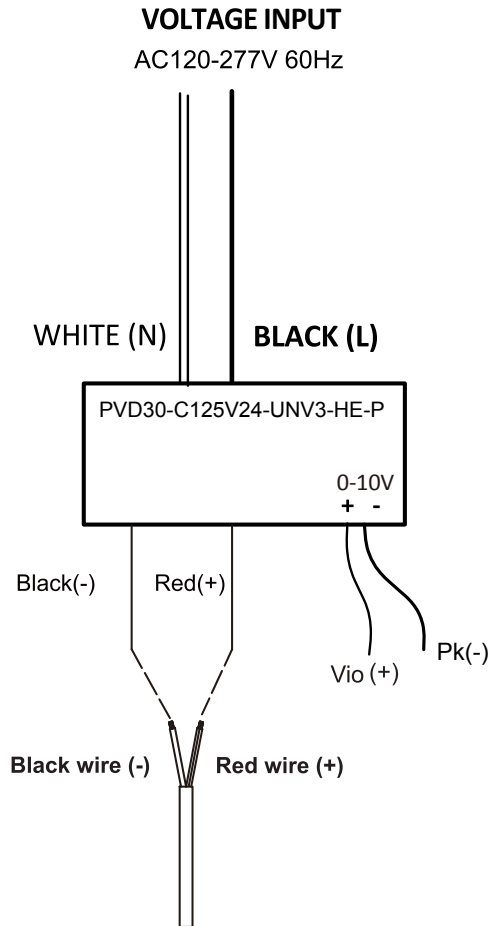 VOLTAGE INPUT
AC120-277V 60Hz
WHITE (N)
BLACK (L)
PVD30-C125V24-UNV3-HE-P
0-10V
+ -
Black(-)
Red(+)
Pk(-)
Vio (+)
Black wire (-)
Red wire (+)